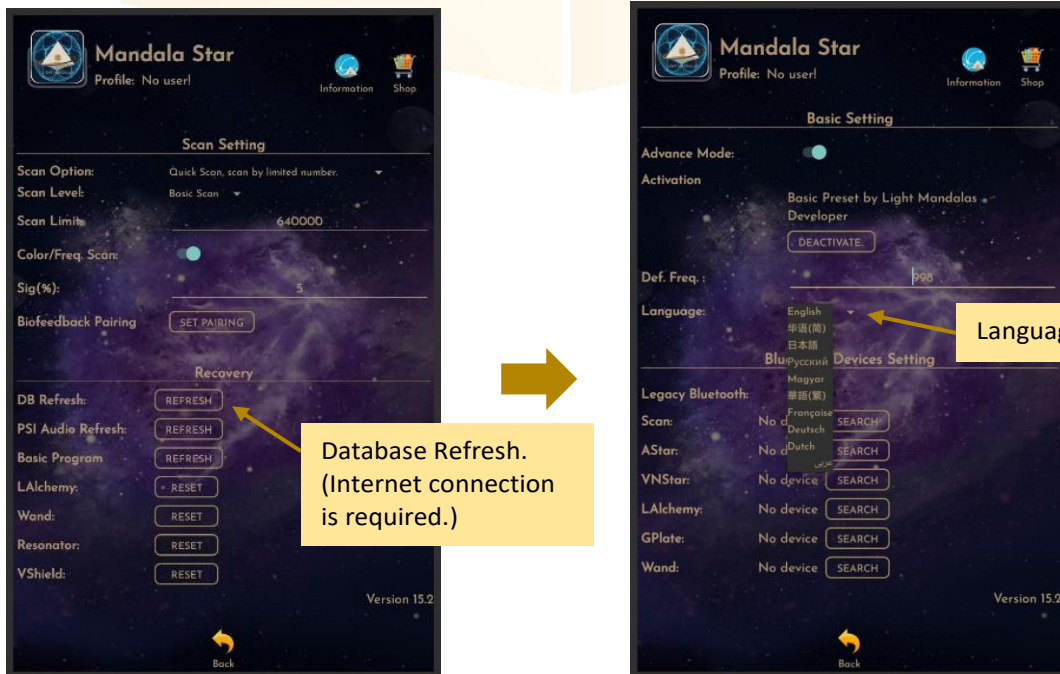 Mandala Star
Profile: No user!
Information
Shop
Scan Setting
Scan Option: Quick Scan, scan by limited number.
Scan Level: Basic Scan
Scan Limit: 640000
Color/Freq. Scan:
Sig(%): 5
Biofeedback Pairing SET PAIRING
Recovery
DB Refresh: REFRESH
PSI Audio Refresh: REFRESH
Basic Program REFRESH
LAlchemy: RESET
Wand: RESET
Resonator: RESET
VShield: RESET
Version 15.2
Back
Database Refresh.
(Internet connection
is required.)
Mandala Star
Profile: No user!
Information
Shop
Basic Setting
Advance Mode:
Activation
Basic Preset by Light Mandalas
Developer
DEACTIVATE.
Def. Freq. : 998
Language: English
华语(简)
日本語
Русский
Magyar
華語(繁)
Française
Deutsch
Dutch
عربى
Languag
Blu Devices Setting
Legacy Bluetooth:
Scan: No d SEARCH
AStar: No d SEARCH
VNStar: No device SEARCH
LAlchemy: No device SEARCH
GPlate: No device SEARCH
Wand: No device SEARCH
Version 15.2
Back